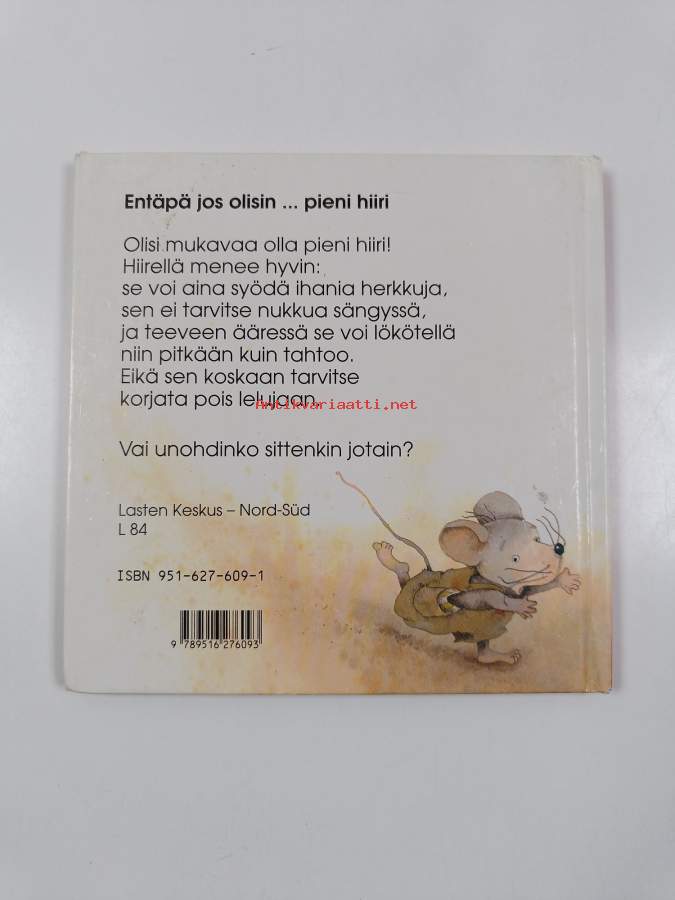 Entäpä jos olisin ... pieni hiiri
Olisi mukavaa olla pieni hiiri!
Hiirellä menee hyvin:
se voi aina syödä ihania herkkuja,
sen ei tarvitse nukkua sängyssä,
ja teeveen ääressä se voi lökötellä
niin pitkään kuin tahtoo.
Eikä sen koskaan tarvitse
korjata pois lelujaan.
Antikvariaatti.net
Vai unohdinko sittenkin jotain?
Lasten Keskus – Nord-Süd
L 84
ISBN 951-627-609-1
9 789516 276093